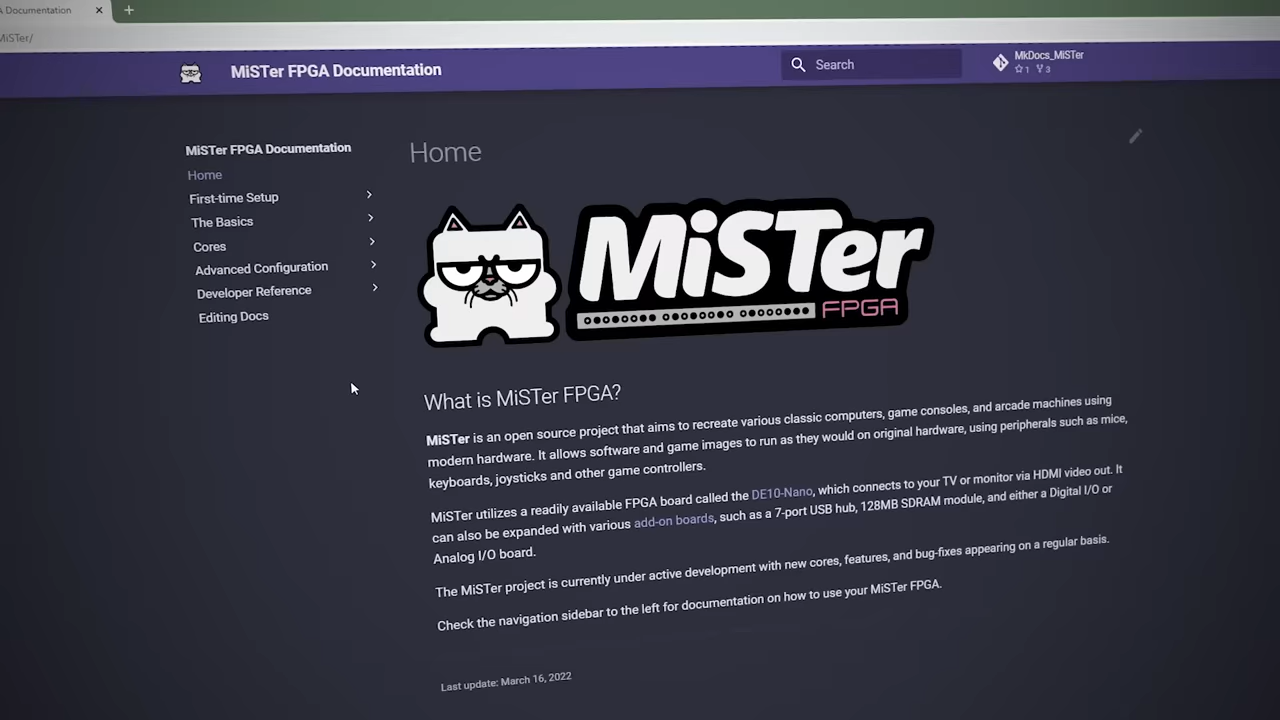 A Documentation
MiSTer/
MiSTer FPGA Documentation
Search
MkDocs_MiSTer
1 3
MiSTer FPGA Documentation
Home
First-time Setup
The Basics
Cores
Advanced Configuration
Developer Reference
Editing Docs
Home
MiSTer
FPGA
What is MiSTer FPGA?
MiSTer is an open source project that aims to recreate various classic computers, game consoles, and arcade machines using
modern hardware. It allows software and game images to run as they would on original hardware, using peripherals such as mice,
keyboards, joysticks and other game controllers.
MiSTer utilizes a readily available FPGA board called the DE10-Nano, which connects to your TV or monitor via HDMI video out. It
can also be expanded with various add-on boards, such as a 7-port USB hub, 128MB SDRAM module, and either a Digital I/O or
Analog I/O board.
The MiSTer project is currently under active development with new cores, features, and bug-fixes appearing on a regular basis.
Check the navigation sidebar to the left for documentation on how to use your MiSTer FPGA.
Last update: March 16, 2022